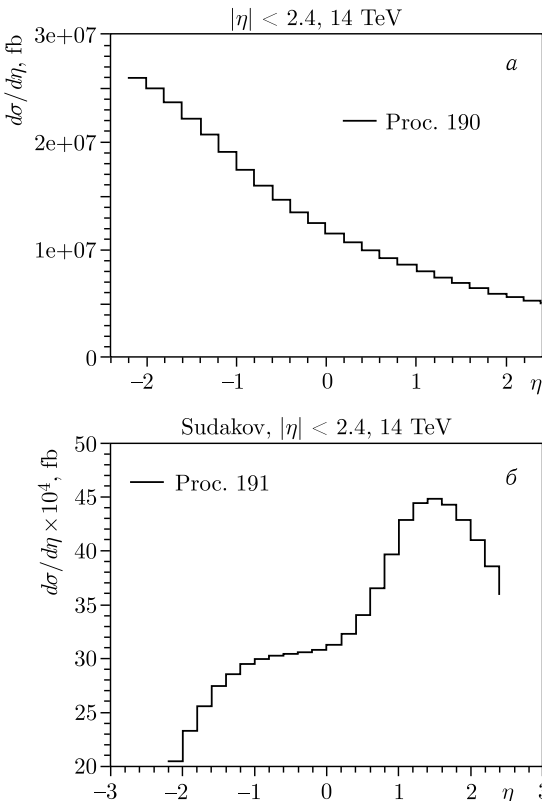 |η| < 2.4, 14 TeV
dσ/dη, fb
3e+07
2e+07
1e+07
0
а
Proc. 190
−2 −1 0 1 2 η
Sudakov, |η| < 2.4, 14 TeV
dσ/dη×10⁴, fb
50
45
40
35
30
25
20
б
Proc. 191
−3 −2 −1 0 1 2 η